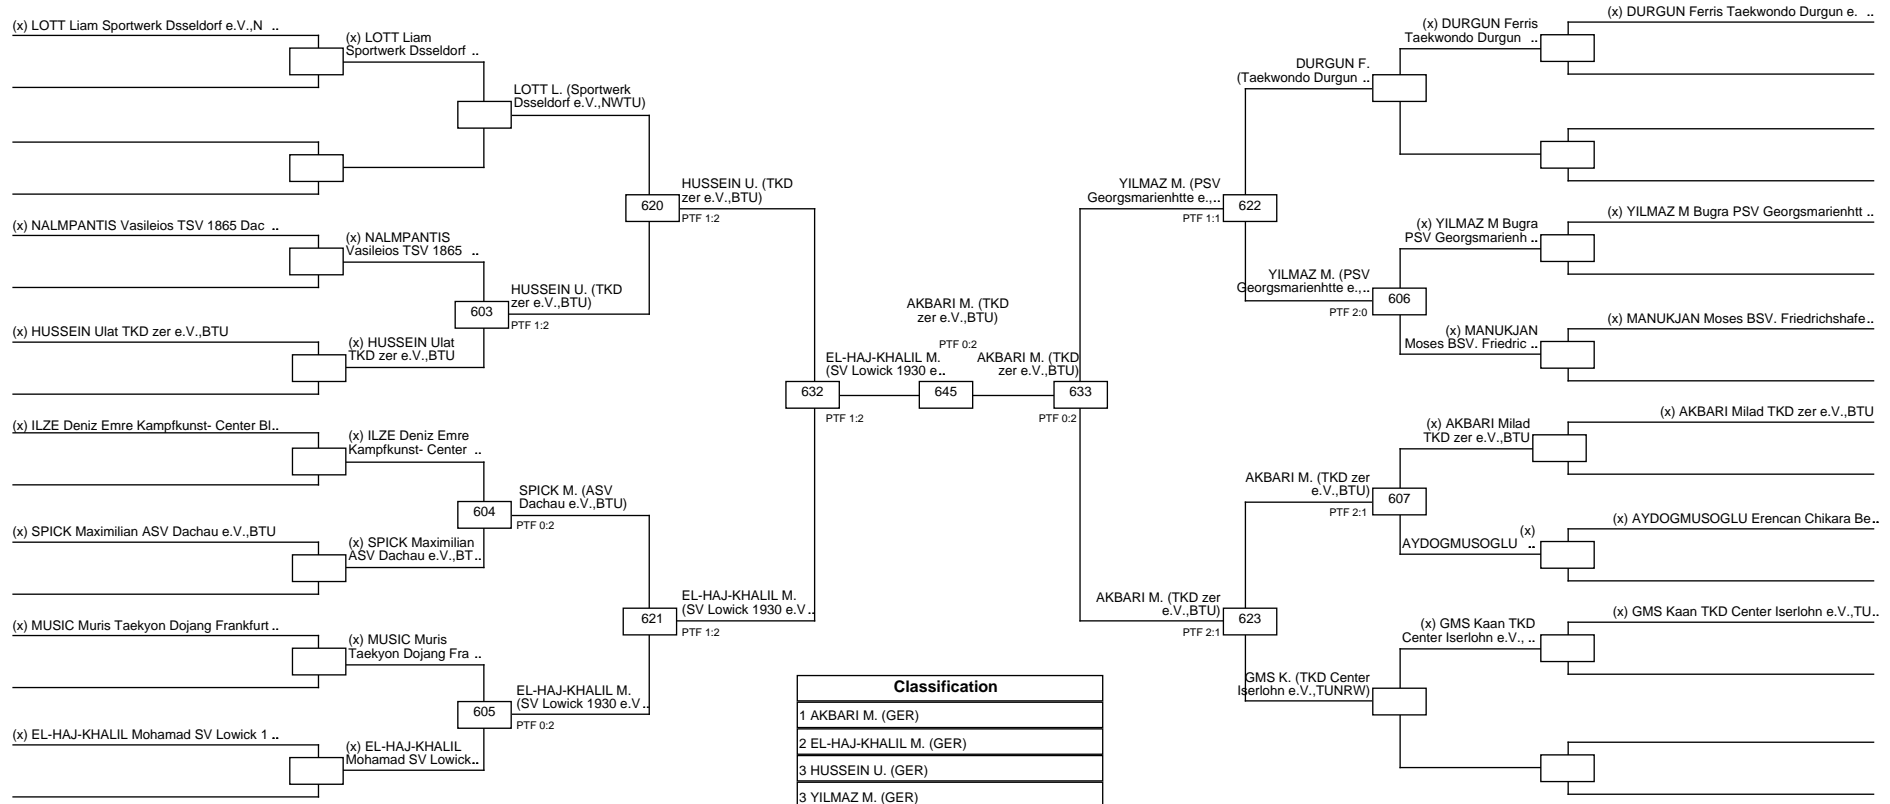 (x) LOTT Liam Sportwerk Dsseldorf e.V.,N ..
(x) LOTT Liam
Sportwerk Dsseldorf ..
LOTT L. (Sportwerk
Dsseldorf e.V.,NWTU)
HUSSEIN U. (TKD
zer e.V.,BTU)
620
PTF 1:2
(x) NALMPANTIS Vasileios TSV 1865 Dac ..
(x) NALMPANTIS
Vasileios TSV 1865 ..
HUSSEIN U. (TKD
zer e.V.,BTU)
603
PTF 1:2
(x) HUSSEIN Ulat TKD zer e.V.,BTU
(x) HUSSEIN Ulat
TKD zer e.V.,BTU
(x) ILZE Deniz Emre Kampfkunst- Center Bl..
(x) ILZE Deniz Emre
Kampfkunst- Center ..
SPICK M. (ASV
Dachau e.V.,BTU)
604
PTF 0:2
(x) SPICK Maximilian ASV Dachau e.V.,BTU
(x) SPICK Maximilian
ASV Dachau e.V.,BT..
EL-HAJ-KHALIL M.
(SV Lowick 1930 e.V..
621
PTF 1:2
(x) MUSIC Muris Taekyon Dojang Frankfurt ..
(x) MUSIC Muris
Taekyon Dojang Fra ..
EL-HAJ-KHALIL M.
(SV Lowick 1930 e.V..
605
PTF 0:2
(x) EL-HAJ-KHALIL Mohamad SV Lowick 1 ..
(x) EL-HAJ-KHALIL
Mohamad SV Lowick..
EL-HAJ-KHALIL M.
(SV Lowick 1930 e..
632
PTF 1:2
AKBARI M. (TKD
zer e.V.,BTU)
PTF 0:2
645
AKBARI M. (TKD
zer e.V.,BTU)
633
PTF 0:2
(x) DURGUN Ferris Taekwondo Durgun e. ..
(x) DURGUN Ferris
Taekwondo Durgun ..
DURGUN F.
(Taekwondo Durgun ..
YILMAZ M. (PSV
Georgsmarienhtte e.,..
622
PTF 1:1
(x) YILMAZ M Bugra PSV Georgsmarienhtt ..
(x) YILMAZ M Bugra
PSV Georgsmarienh ..
YILMAZ M. (PSV
Georgsmarienhtte e.,..
606
PTF 2:0
(x) MANUKJAN Moses BSV. Friedrichshafe..
(x) MANUKJAN
Moses BSV. Friedric ..
(x) AKBARI Milad TKD zer e.V.,BTU
(x) AKBARI Milad
TKD zer e.V.,BTU
AKBARI M. (TKD zer
e.V.,BTU)
607
PTF 2:1
(x) AYDOGMUSOGLU Erencan Chikara Be..
(x)
AYDOGMUSOGLU ..
AKBARI M. (TKD zer
e.V.,BTU)
623
PTF 2:1
(x) GMS Kaan TKD Center Iserlohn e.V.,TU..
(x) GMS Kaan TKD
Center Iserlohn e.V., ..
GMS K. (TKD Center
Iserlohn e.V.,TUNRW)
Classification
1 AKBARI M. (GER)
2 EL-HAJ-KHALIL M. (GER)
3 HUSSEIN U. (GER)
3 YILMAZ M. (GER)